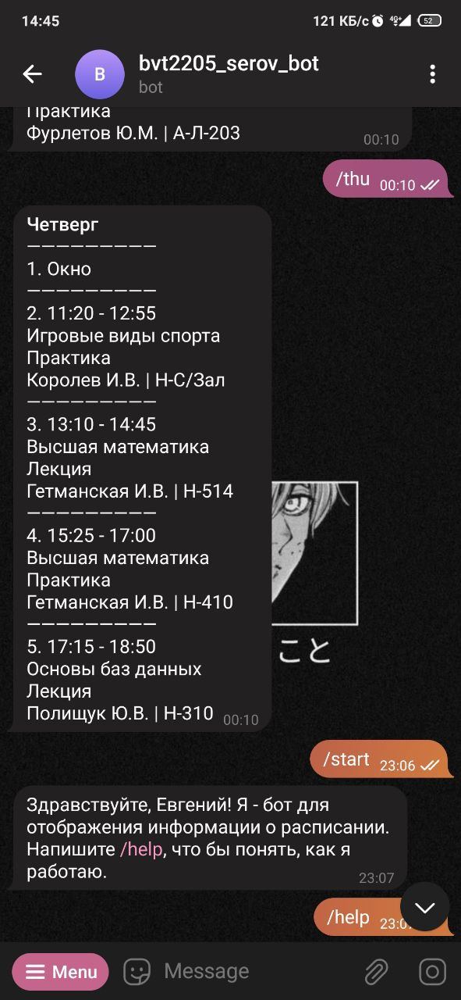 14:45
121 КБ/с 4G+ 52
B
bvt2205_serov_bot
bot
Практика
Фурлетов Ю.М. | А-Л-203
00:10
/thu 00:10
Четверг
—————————
1. Окно
—————————
2. 11:20 - 12:55
Игровые виды спорта
Практика
Королев И.В. | Н-С/Зал
—————————
3. 13:10 - 14:45
Высшая математика
Лекция
Гетманская И.В. | Н-514
—————————
4. 15:25 - 17:00
Высшая математика
Практика
Гетманская И.В. | Н-410
—————————
5. 17:15 - 18:50
Основы баз данных
Лекция
Полищук Ю.В. | Н-310 00:10
こと
/start 23:06
Здравствуйте, Евгений! Я - бот для
отображения информации о расписании.
Напишите /help, что бы понять, как я
работаю.
23:07
/help
Menu
Message